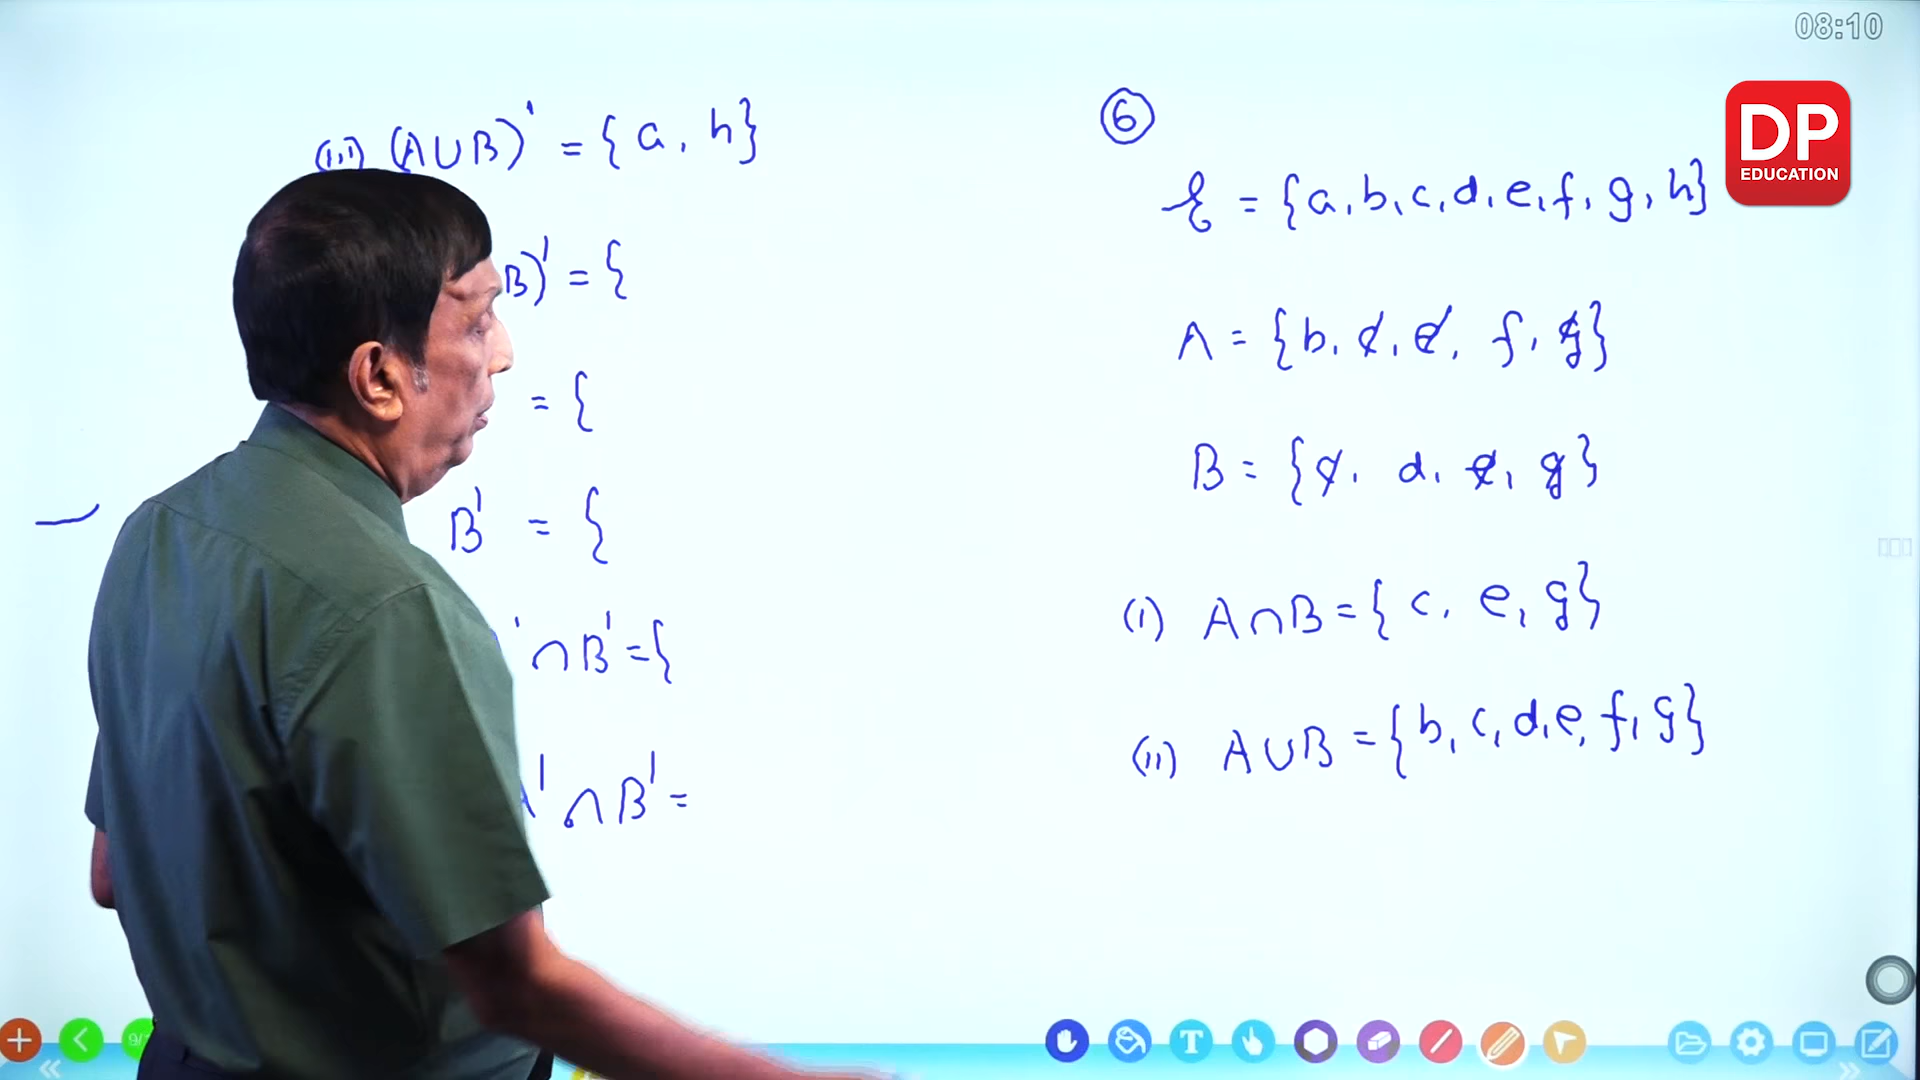 08:10
DP
EDUCATION
(iii) (A∪B)' = {a, h}
B)' = {
= {
B' = {
' ∩ B' = {
' ∩ B' =
6
ℰ = {a, b, c, d, e, f, g, h}
A = {b, c, e, f, g}
B = {c, d, e, g}
(i) A∩B = {c, e, g}
(ii) A∪B = {b, c, d, e, f, g}
T